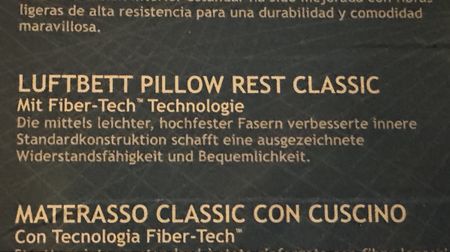 ligeras de alta resistencia para una durabilidad y comodidad
maravillosa.
LUFTBETT PILLOW REST CLASSIC
Mit Fiber-Tech™ Technologie
Die mittels leichter, hochfester Fasern verbesserte innere
Standardkonstruktion schafft eine ausgezeichnete
Widerstandsfähigkeit und Bequemlichkeit.
MATERASSO CLASSIC CON CUSCINO
Con Tecnologia Fiber-Tech™